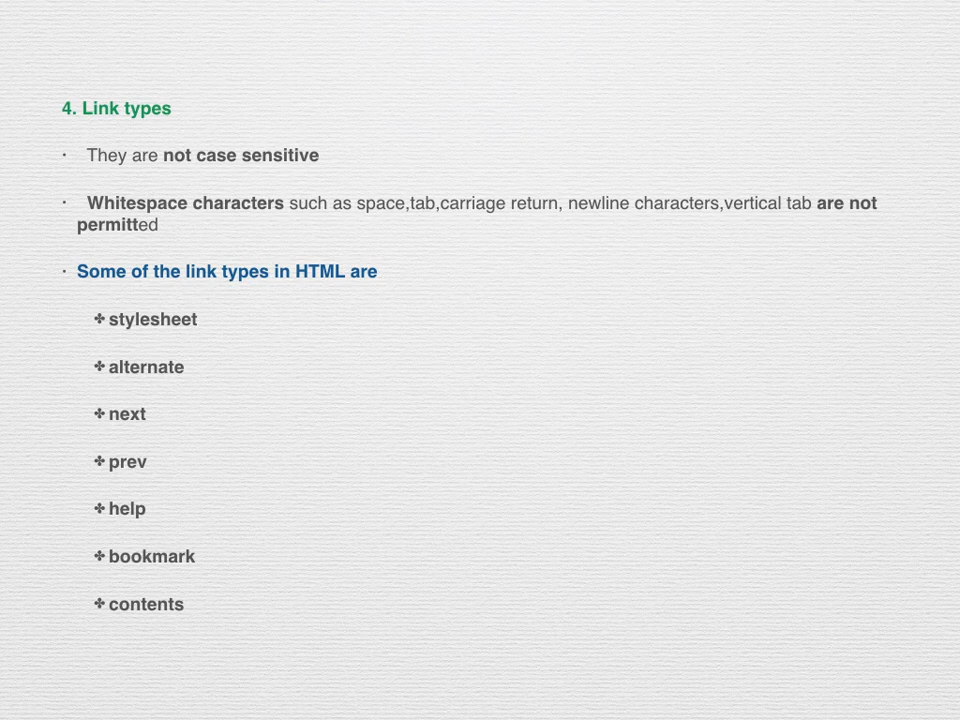 4. Link types
· They are not case sensitive
· Whitespace characters such as space,tab,carriage return, newline characters,vertical tab are not
permitted
· Some of the link types in HTML are
✤ stylesheet
✤ alternate
✤ next
✤ prev
✤ help
✤ bookmark
✤ contents